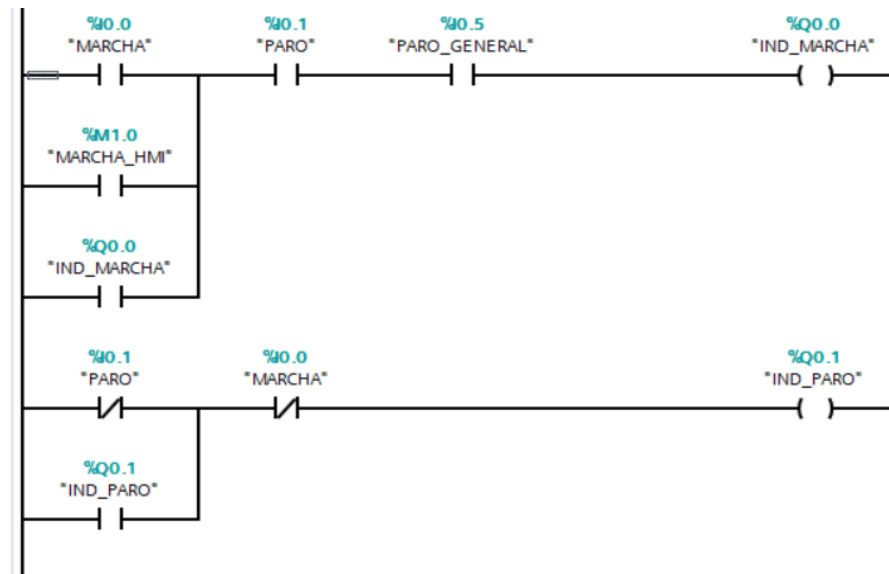 %I0.0
"MARCHA"
%I0.1
"PARO"
%I0.5
"PARO_GENERAL"
%Q0.0
"IND_MARCHA"
%M1.0
"MARCHA_HMI"
%Q0.0
"IND_MARCHA"
%I0.1
"PARO"
%I0.0
"MARCHA"
%Q0.1
"IND_PARO"
%Q0.1
"IND_PARO"